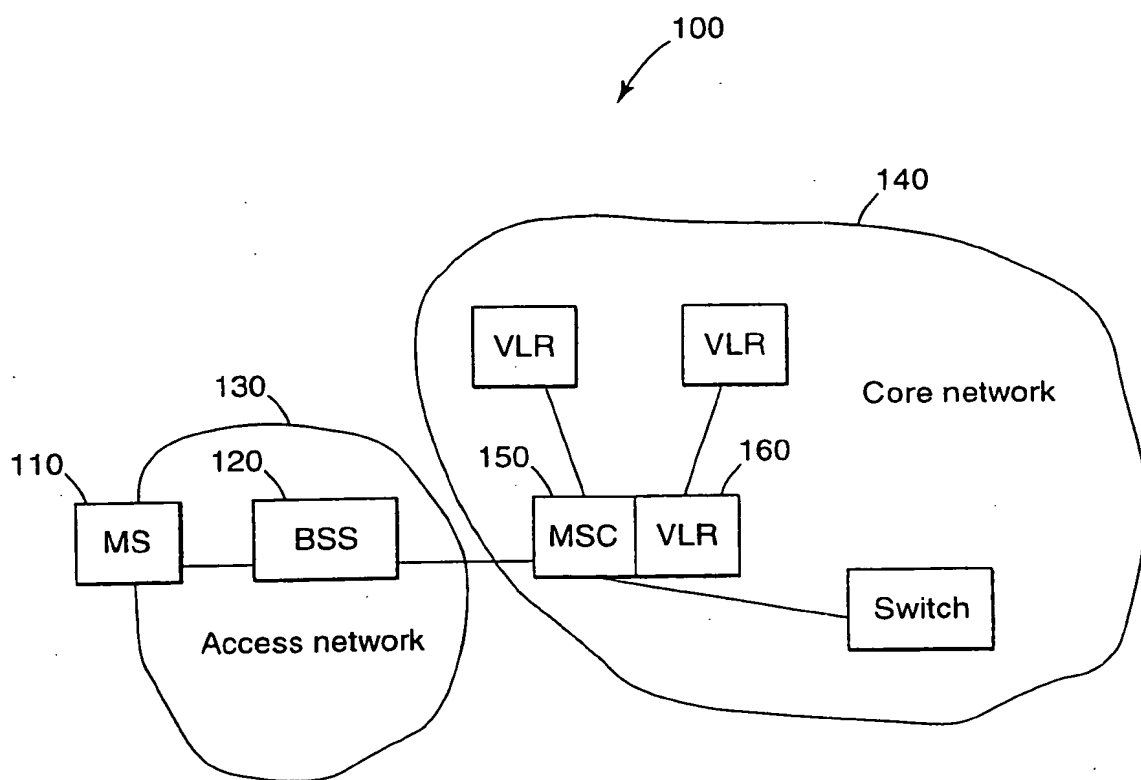 100
140
VLR
VLR
Core network
130
110
120
150
160
MS
BSS
MSC
VLR
Switch
Access network